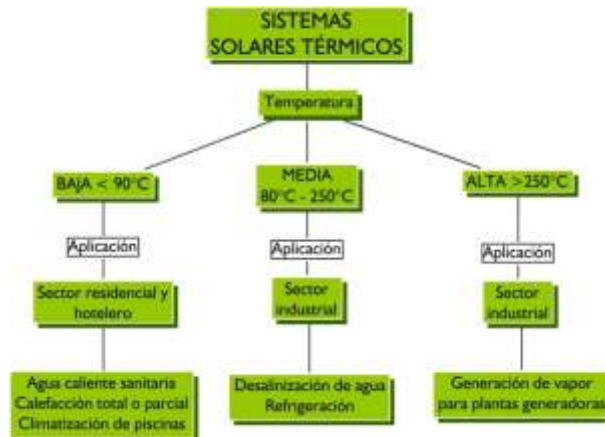 SISTEMAS
SOLARES TÉRMICOS
Temperatura
BAJA < 90°C
MEDIA
80°C - 250°C
ALTA >250°C
Aplicación
Aplicación
Aplicación
Sector residencial y
hotelero
Sector
industrial
Sector
industrial
Agua caliente sanitaria
Calefacción total o parcial
Climatización de piscinas
Desalinización de agua
Refrigeración
Generación de vapor
para plantas generadoras